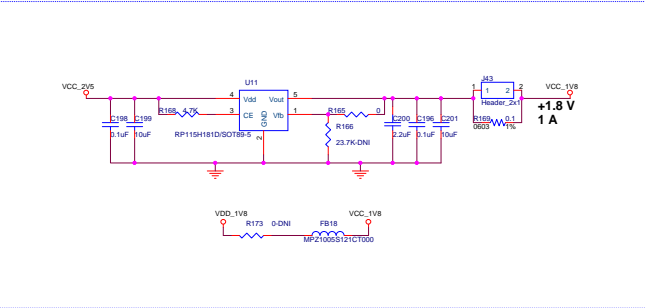 U11
J43
VCC_2V5
VCC_1V8
1 2
1 2
Header_2x1
+1.8 V
1 A
4 Vdd Vout 5
3 CE Vfb 1
GND
2
RP115H181D/SOT89-5
R168 4.7K
R165 0
R166
23.7K-DNI
C198
0.1uF
C199
10uF
C200
2.2uF
C196
0.1uF
C201
10uF
R169 0.1
0603 1%
VDD_1V8
VCC_1V8
R173 0-DNI
FB18
MPZ1005S121CT000